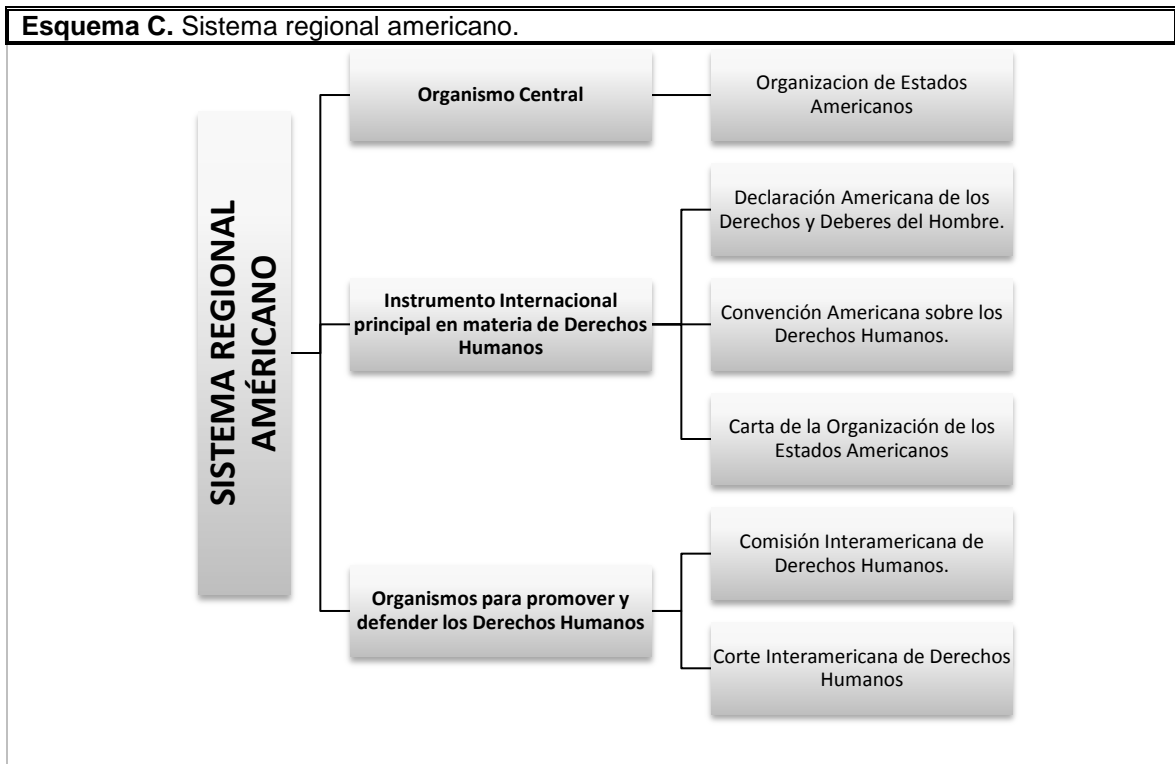 Esquema C. Sistema regional americano.
SISTEMA REGIONAL
AMÉRICANO
Organismo Central
Organizacion de Estados
Americanos
Instrumento Internacional
principal en materia de Derechos
Humanos
Declaración Americana de los
Derechos y Deberes del Hombre.
Convención Americana sobre los
Derechos Humanos.
Carta de la Organización de los
Estados Americanos
Organismos para promover y
defender los Derechos Humanos
Comisión Interamericana de
Derechos Humanos.
Corte Interamericana de Derechos
Humanos